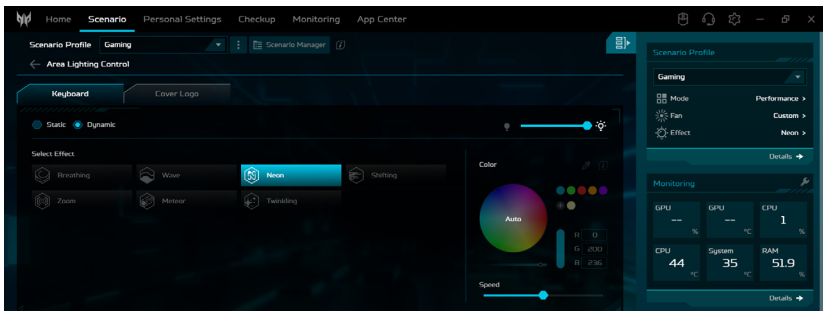 Home Scenario Personal Settings Checkup Monitoring App Center
Scenario Profile Gaming Scenario Manager
Area Lighting Control
Keyboard Cover Logo
Static Dynamic
Select Effect
Breathing Wave Neon Shifting
Zoom Meteor Twinkling
Color
Auto
R 0
G 200
B 236
Speed
Scenario Profile
Gaming
Mode Performance >
Fan Custom >
Effect Neon >
Details →
Monitoring
GPU GPU CPU
-- -- 1
% °C %
CPU System RAM
44 35 51.9
°C °C %
Details →